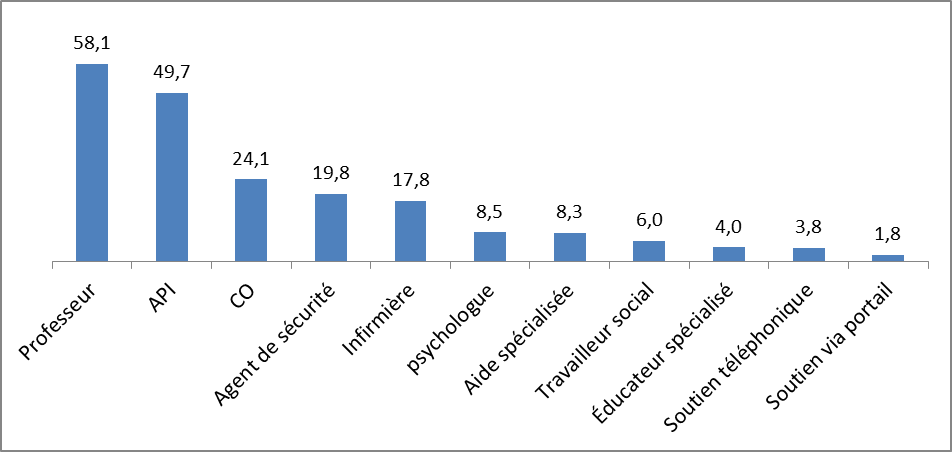 58,1
49,7
24,1
19,8
17,8
8,5
8,3
6,0
4,0
3,8
1,8
Professeur
API
CO
Agent de sécurité
Infirmière
psychologue
Aide spécialisée
Travailleur social
Éducateur spécialisé
Soutien téléphonique
Soutien via portail